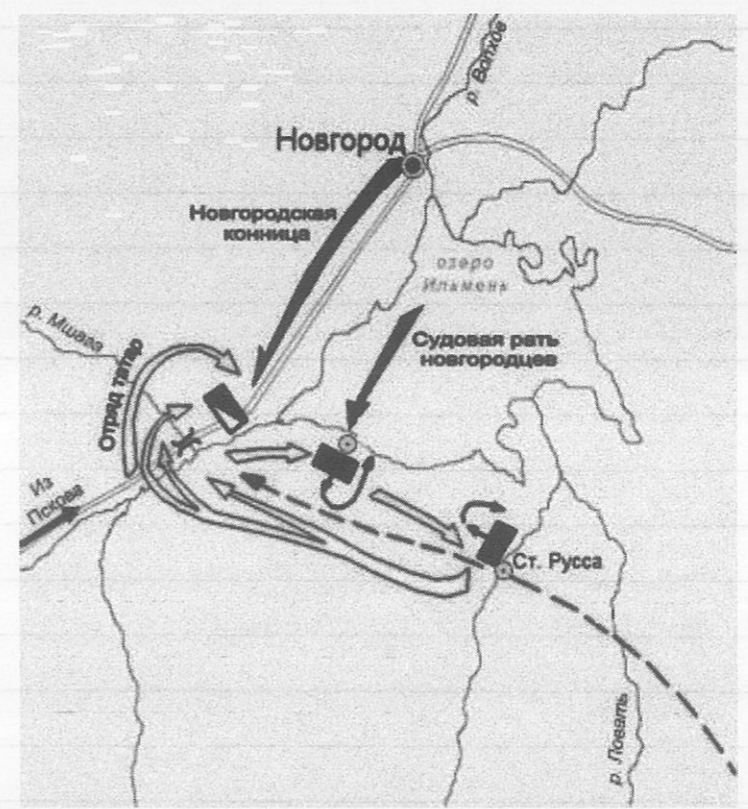 р. Волхов
Новгород
Новгородская
конница
озеро
Ильмень
р. Мшага
Судовая рать
новгородцев
Отряд татар
Из
Пскова
Ст. Русса
р. Ловать